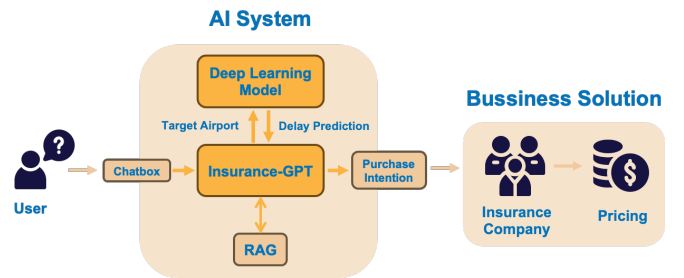 AI System
Deep Learning
Model
Target Airport
Delay Prediction
Bussiness Solution
?
User
Chatbox
Insurance-GPT
Purchase
Intention
RAG
$
Insurance
Company
Pricing